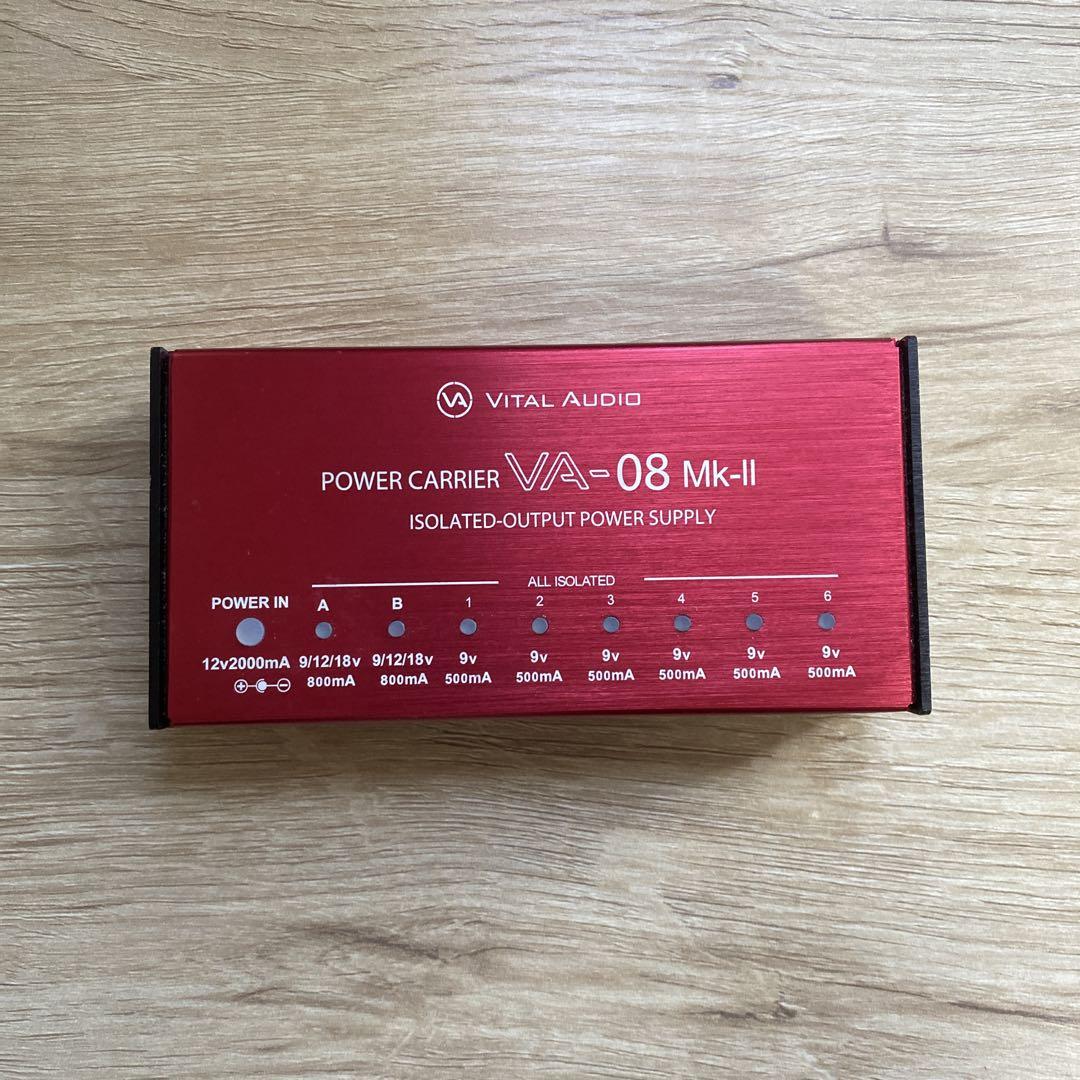 VA VITAL AUDIO
POWER CARRIER VA-08 Mk-II
ISOLATED-OUTPUT POWER SUPPLY
ALL ISOLATED
POWER IN A B 1 2 3 4 5 6
12v2000mA 9/12/18v 9/12/18v 9v 9v 9v 9v 9v 9v
800mA 800mA 500mA 500mA 500mA 500mA 500mA 500mA